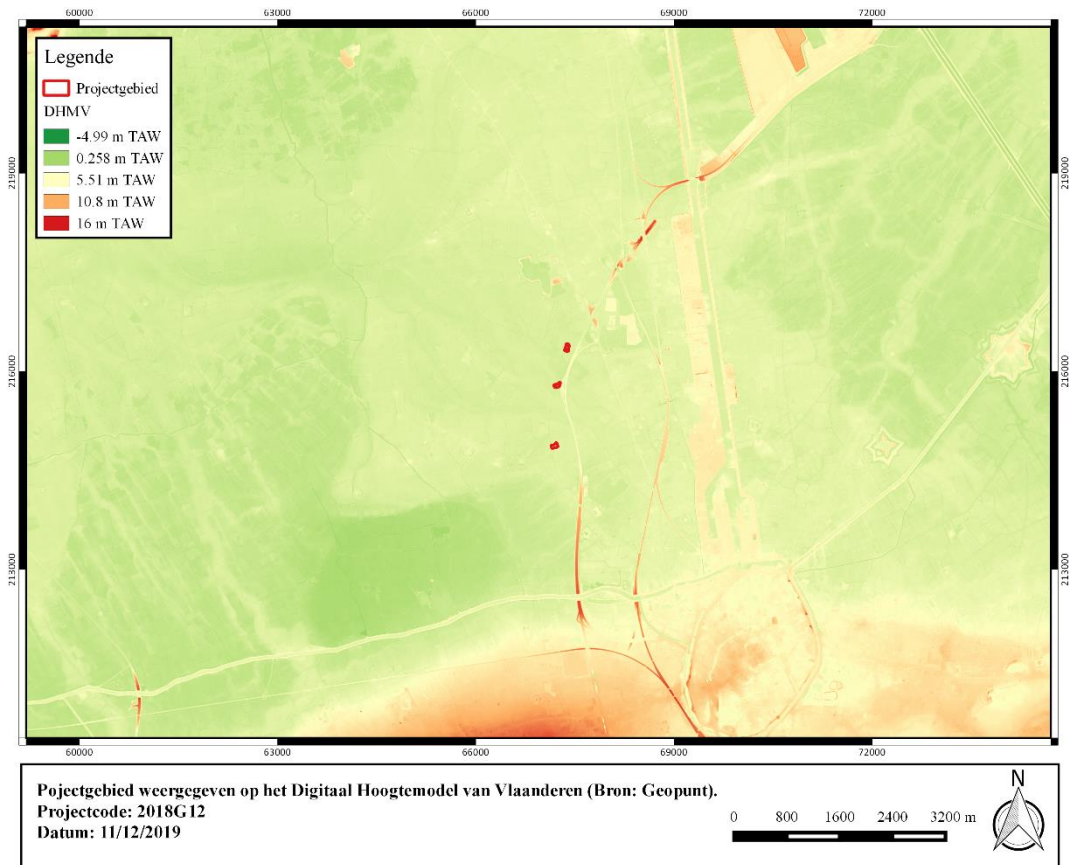 60000 63000 66000 69000 72000
Legende
Projectgebied
DHMV
-4.99 m TAW
0.258 m TAW
5.51 m TAW
10.8 m TAW
16 m TAW
219000 219000
216000 216000
213000 213000
60000 63000 66000 69000 72000
Pojectgebied weergegeven op het Digitaal Hoogtemodel van Vlaanderen (Bron: Geopunt).
Projectcode: 2018G12
Datum: 11/12/2019
N
0 800 1600 2400 3200 m